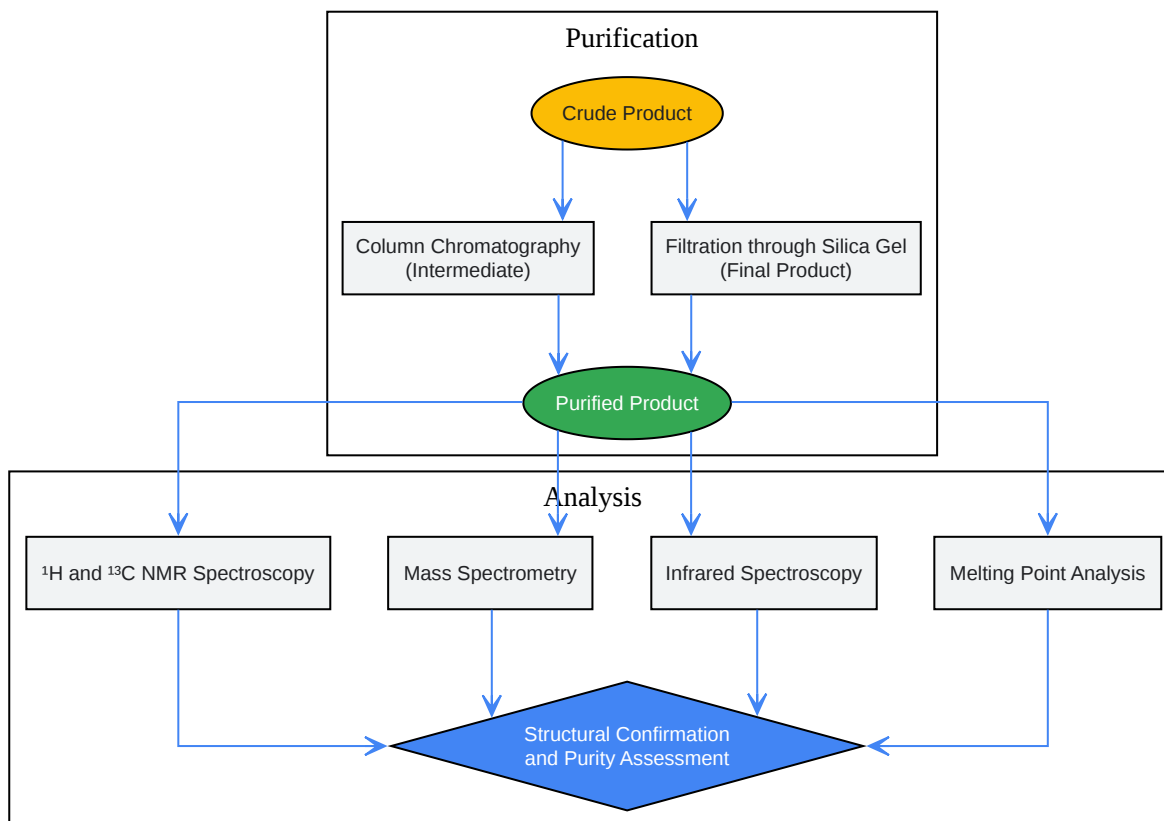 Purification
Crude Product
Column Chromatography
(Intermediate)
Filtration through Silica Gel
(Final Product)
Purified Product
Analysis
¹H and ¹³C NMR Spectroscopy
Mass Spectrometry
Infrared Spectroscopy
Melting Point Analysis
Structural Confirmation
and Purity Assessment